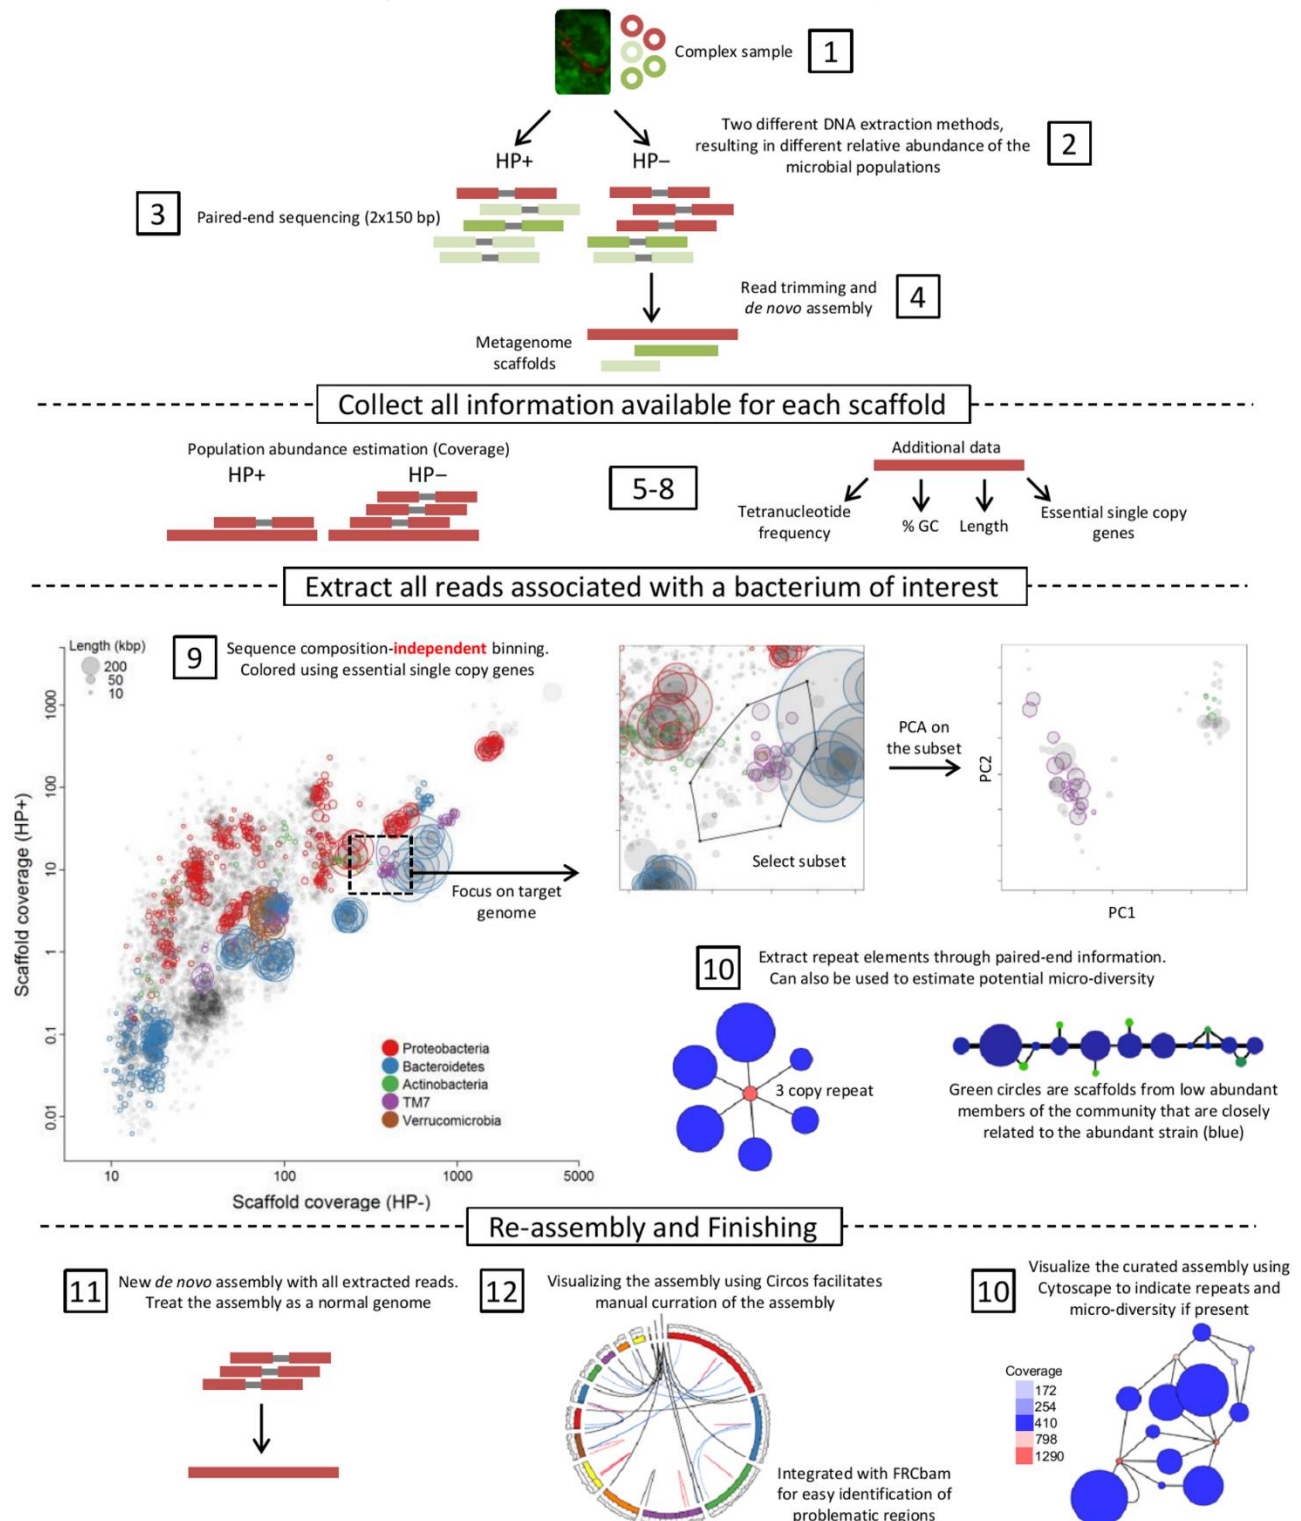 Complex sample
1
Two different DNA extraction methods,
resulting in different relative abundance of the
microbial populations
2
HP+
HP–
3
Paired-end sequencing (2x150 bp)
Read trimming and
de novo assembly
4
Metagenome
scaffolds
Collect all information available for each scaffold
Population abundance estimation (Coverage)
HP+
HP–
5-8
Additional data
Tetranucleotide
frequency
% GC
Length
Essential single copy
genes
Extract all reads associated with a bacterium of interest
Length (kbp)
200
50
10
9
Sequence composition-independent binning.
Colored using essential single copy genes
Scaffold coverage (HP+)
1000
100
10
1
0.1
0.01
Focus on target
genome
Proteobacteria
Bacteroidetes
Actinobacteria
TM7
Verrucomicrobia
10
100
1000
5000
Scaffold coverage (HP-)
Select subset
PCA on
the subset
PC2
PC1
10
Extract repeat elements through paired-end information.
Can also be used to estimate potential micro-diversity
3 copy repeat
Green circles are scaffolds from low abundant
members of the community that are closely
related to the abundant strain (blue)
Re-assembly and Finishing
11
New de novo assembly with all extracted reads.
Treat the assembly as a normal genome
12
Visualizing the assembly using Circos facilitates
manual curration of the assembly
Integrated with FRCbam
for easy identification of
problematic regions
10
Visualize the curated assembly using
Cytoscape to indicate repeats and
micro-diversity if present
Coverage
172
254
410
798
1290